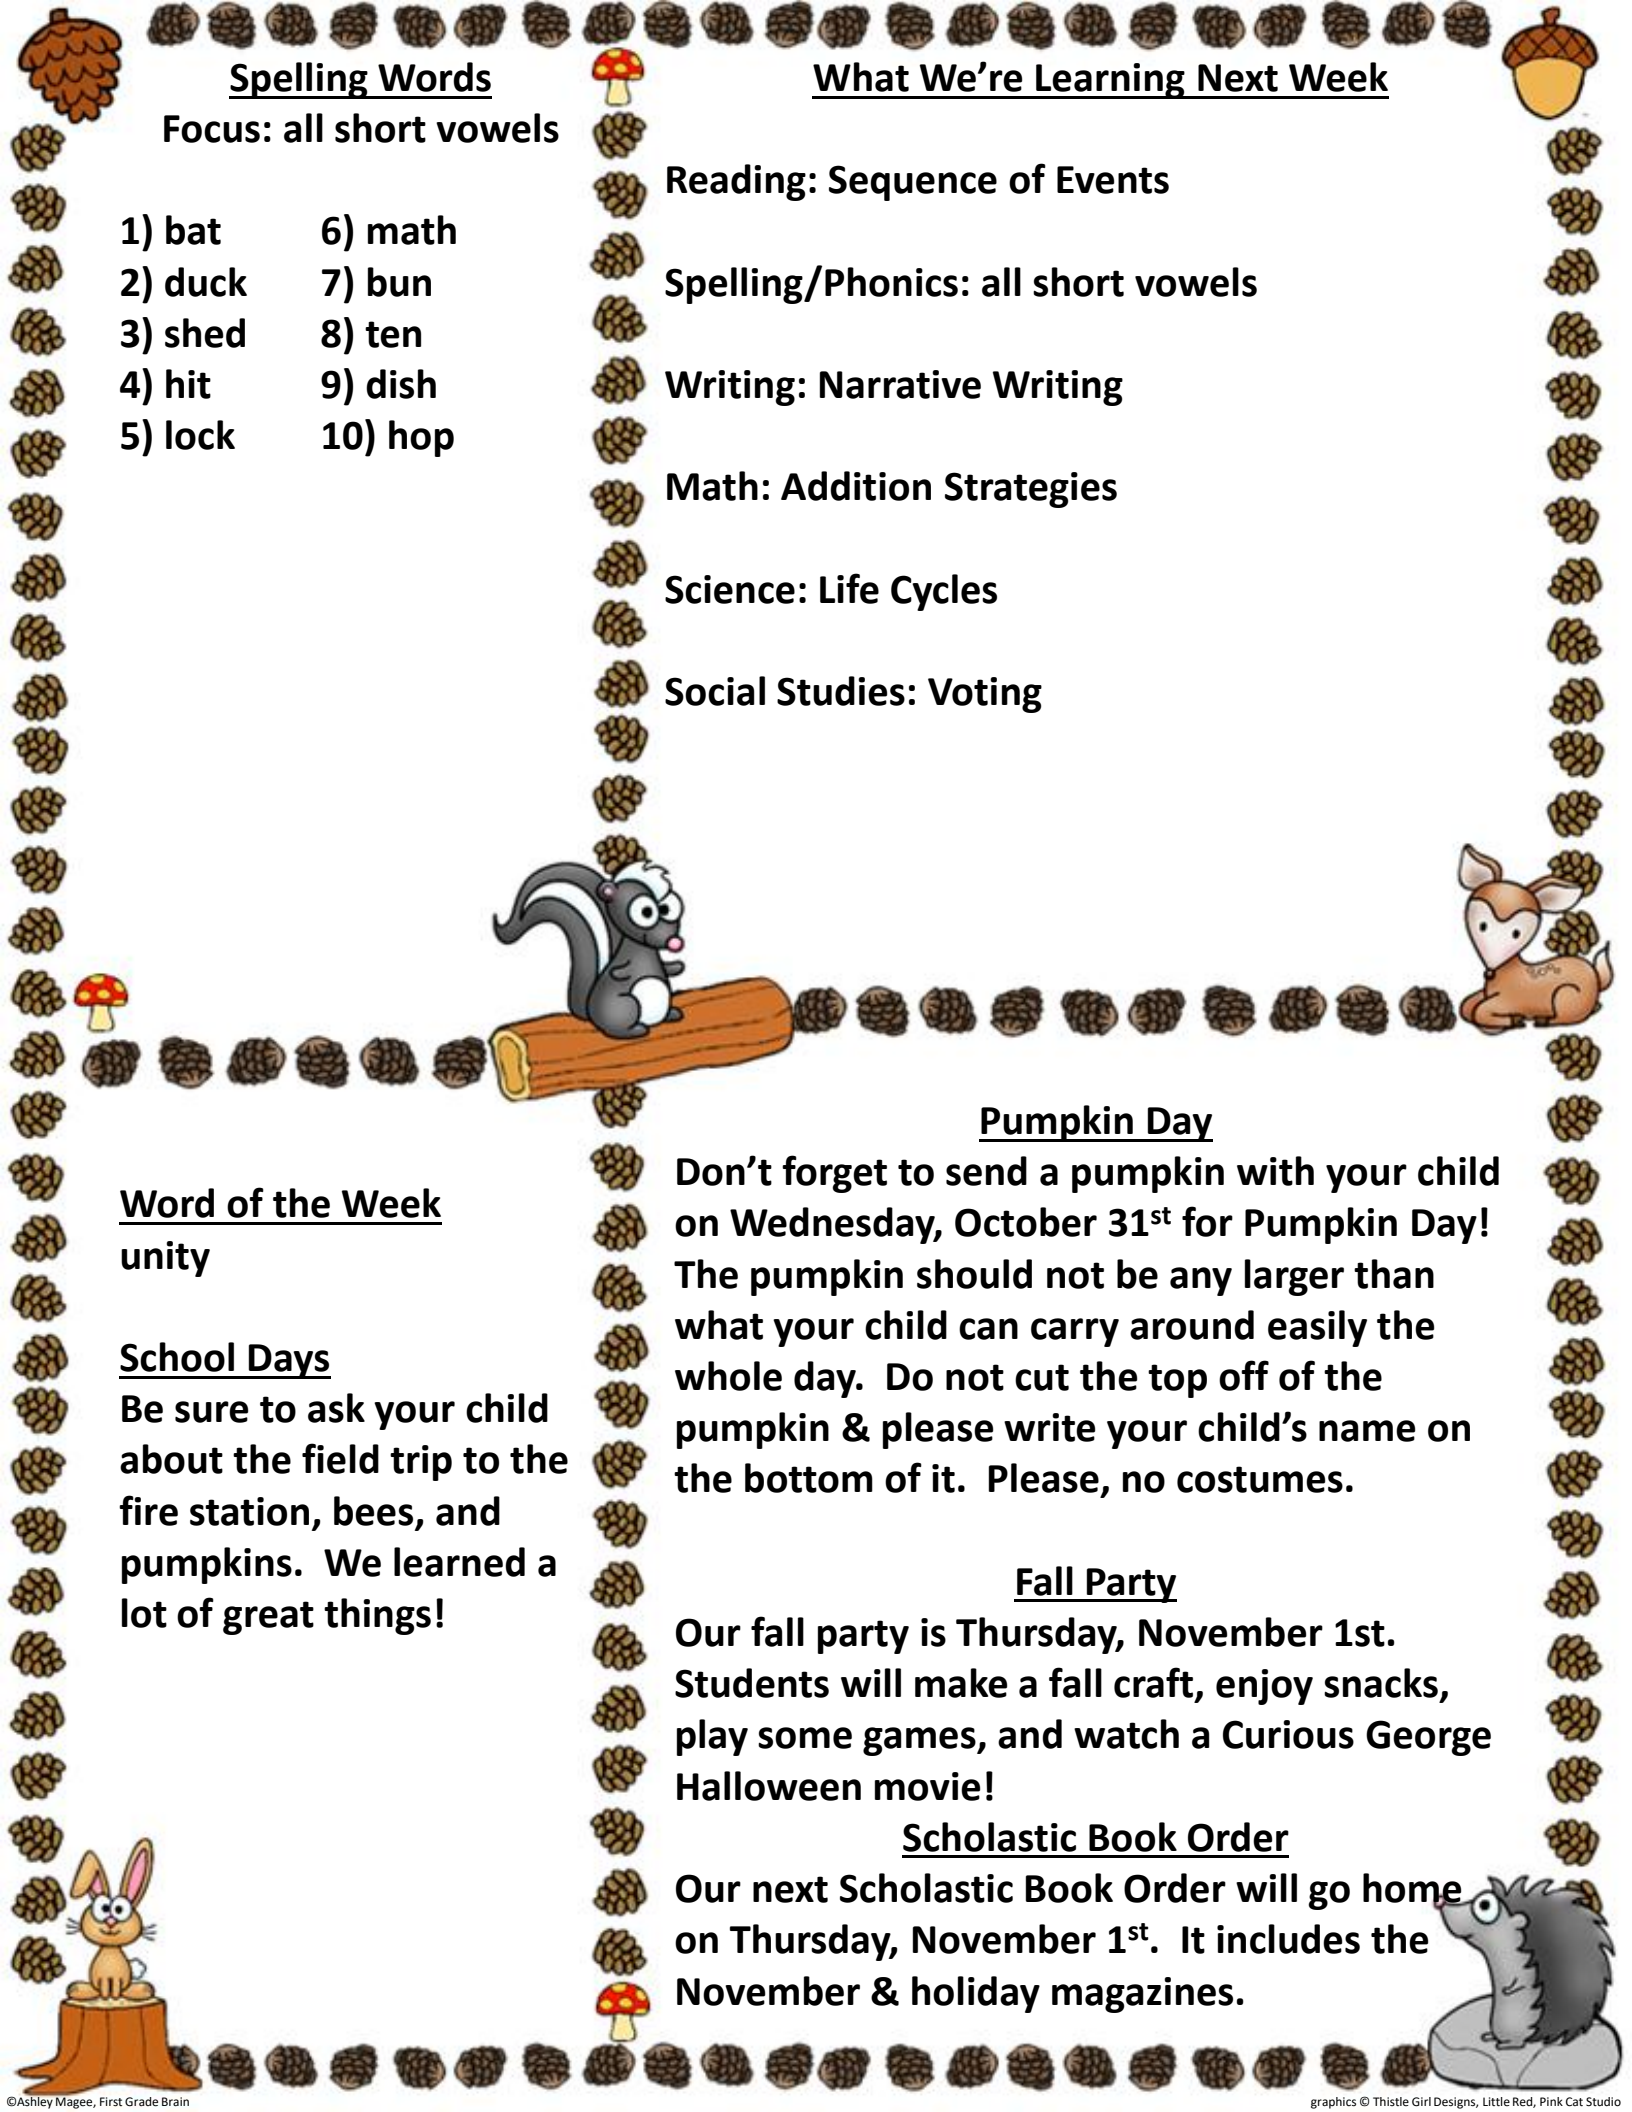 Spelling Words
Focus: all short vowels
1) bat 6) math
2) duck 7) bun
3) shed 8) ten
4) hit 9) dish
5) lock 10) hop
What We’re Learning Next Week
Reading: Sequence of Events
Spelling/Phonics: all short vowels
Writing: Narrative Writing
Math: Addition Strategies
Science: Life Cycles
Social Studies: Voting
Word of the Week
unity
School Days
Be sure to ask your child
about the field trip to the
fire station, bees, and
pumpkins. We learned a
lot of great things!
Pumpkin Day
Don’t forget to send a pumpkin with your child
on Wednesday, October 31st for Pumpkin Day!
The pumpkin should not be any larger than
what your child can carry around easily the
whole day. Do not cut the top off of the
pumpkin & please write your child’s name on
the bottom of it. Please, no costumes.
Fall Party
Our fall party is Thursday, November 1st.
Students will make a fall craft, enjoy snacks,
play some games, and watch a Curious George
Halloween movie!
Scholastic Book Order
Our next Scholastic Book Order will go home
on Thursday, November 1st. It includes the
November & holiday magazines.
©Ashley Magee, First Grade Brain
graphics © Thistle Girl Designs, Little Red, Pink Cat Studio